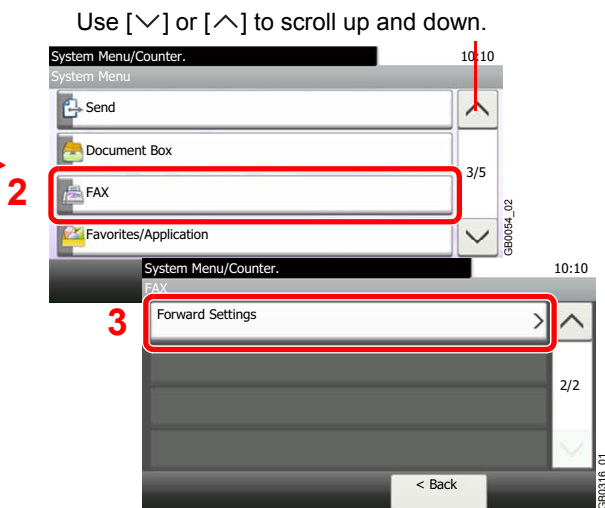 Use [∨] or [∧] to scroll up and down.
System Menu/Counter. 10:10
System Menu
Send
Document Box
3/5
2
FAX
Favorites/Application
GB0054_02
System Menu/Counter. 10:10
FAX
3
Forward Settings
2/2
< Back
GB0316_01